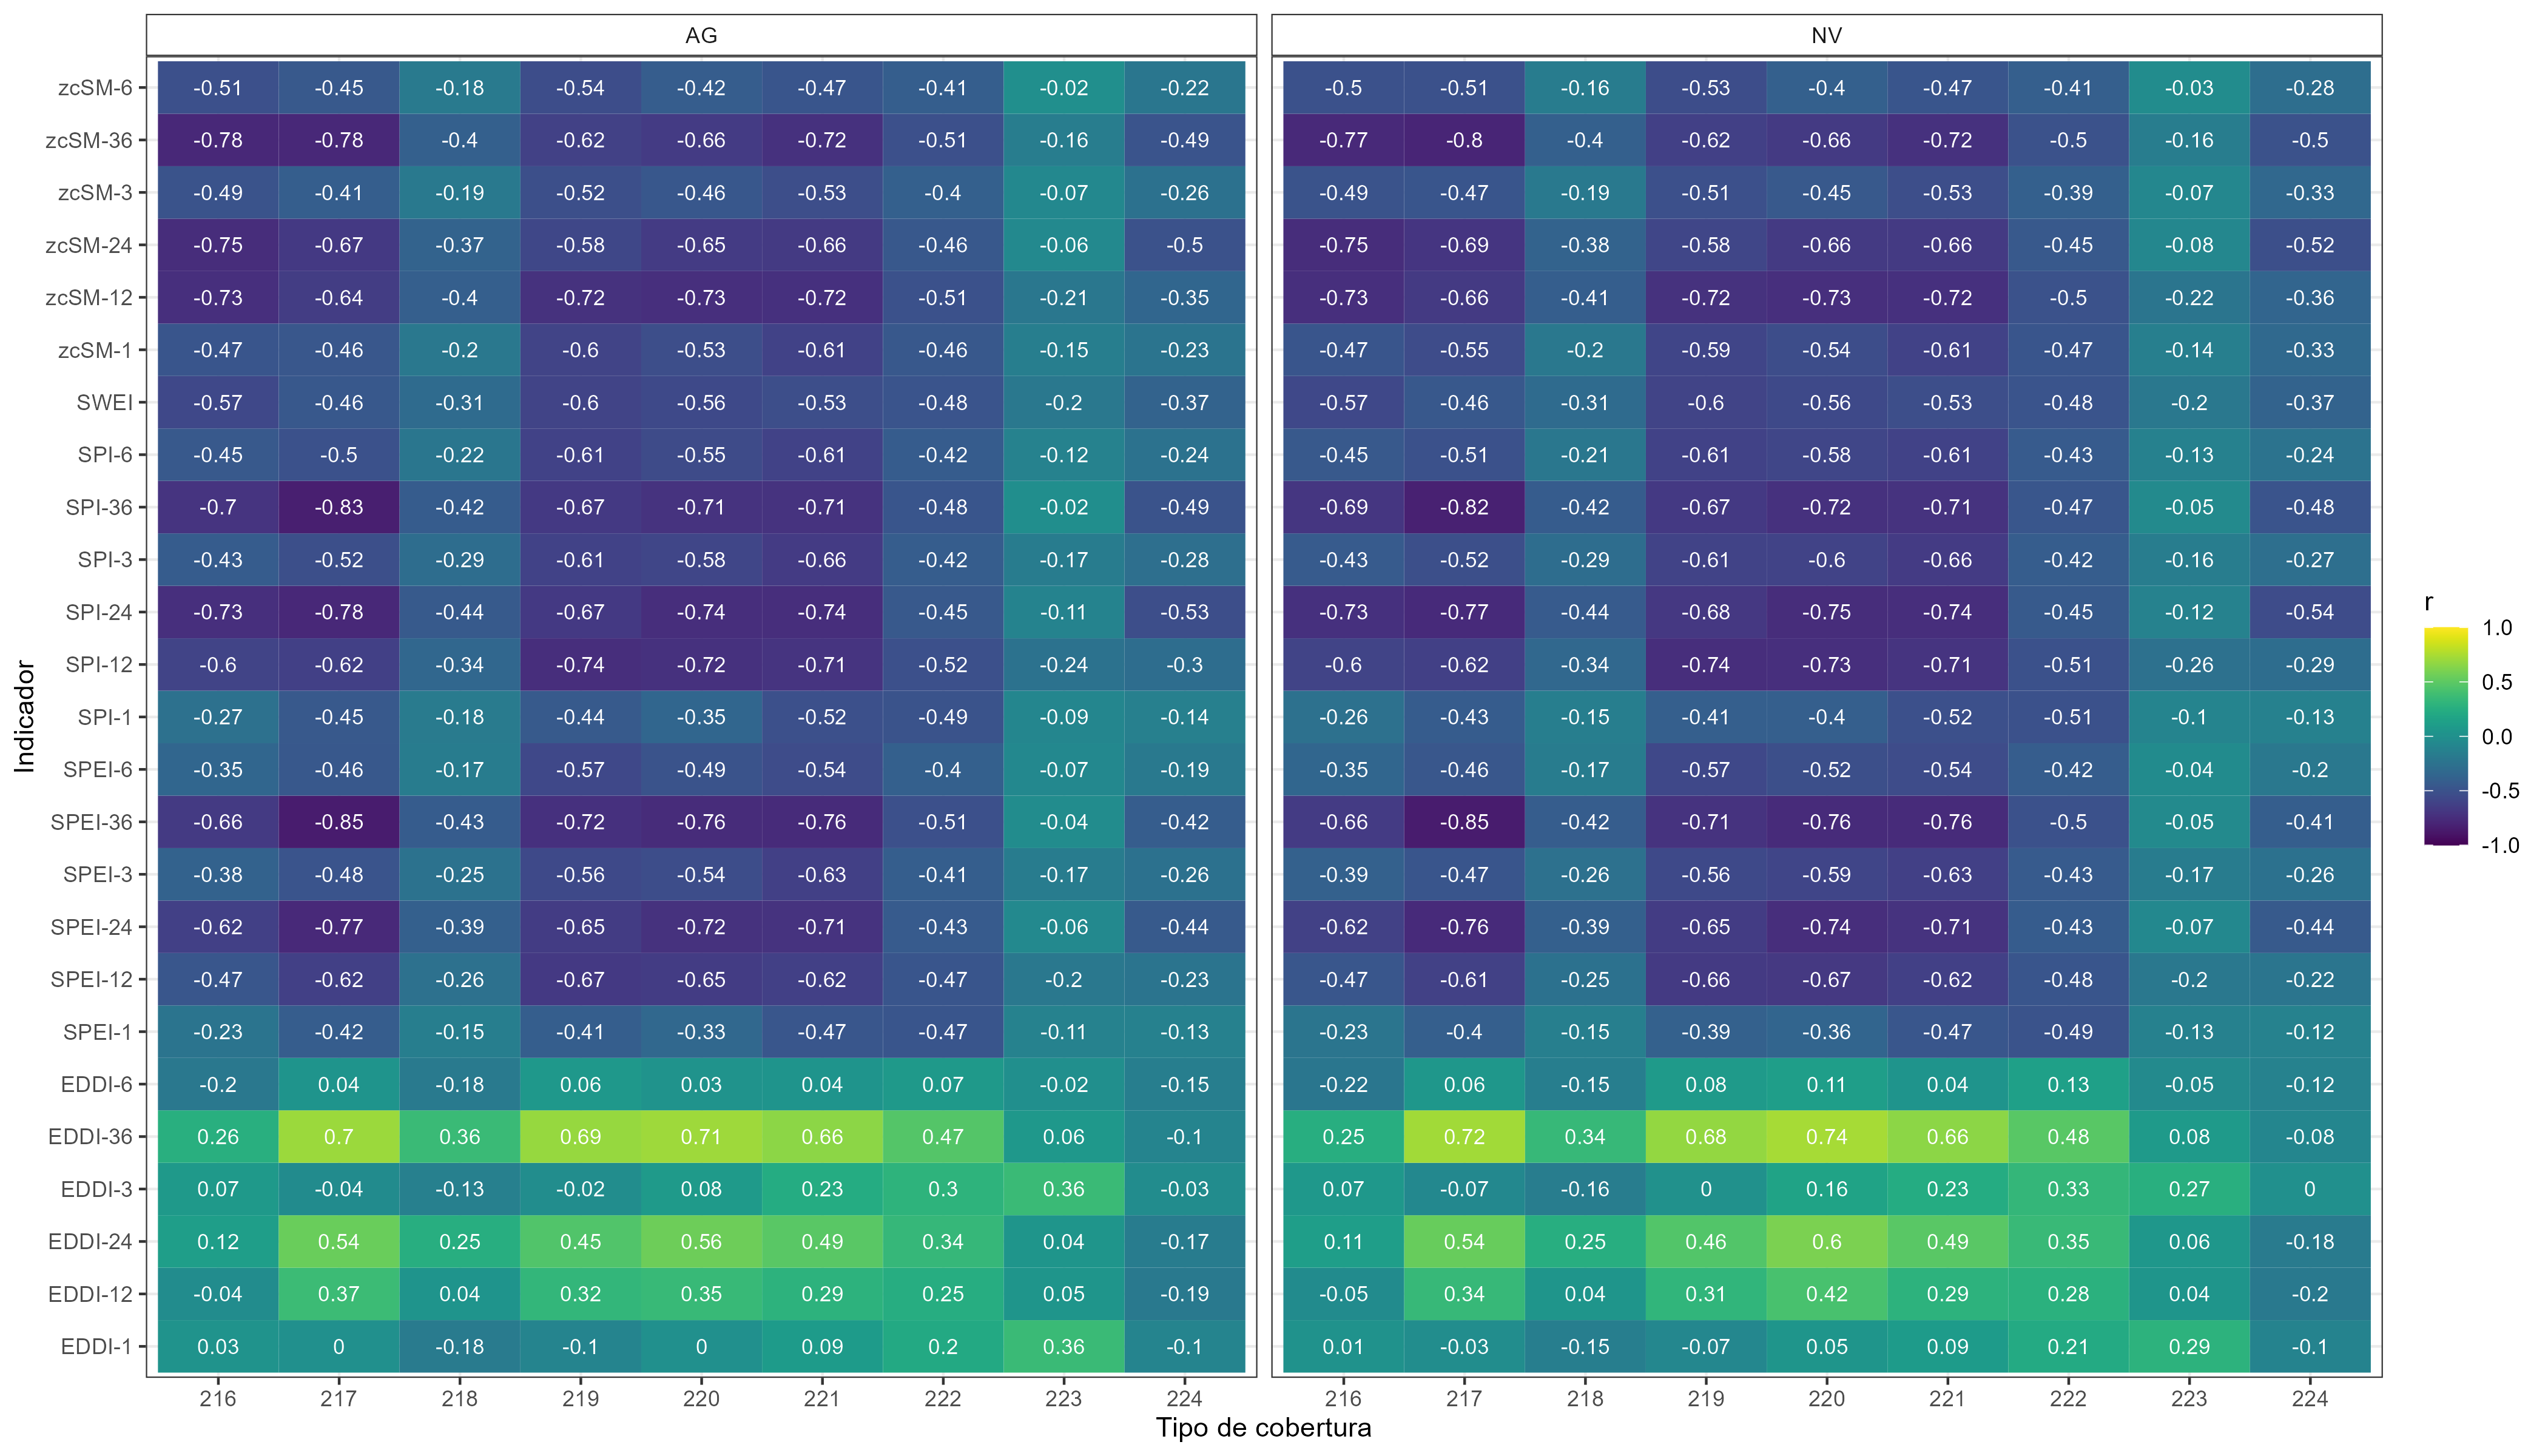 AG NV
zcSM-6 -0.51 -0.45 -0.18 -0.54 -0.42 -0.47 -0.41 -0.02 -0.22 -0.5 -0.51 -0.16 -0.53 -0.4 -0.47 -0.41 -0.03 -0.28
zcSM-36 -0.78 -0.78 -0.4 -0.62 -0.66 -0.72 -0.51 -0.16 -0.49 -0.77 -0.8 -0.4 -0.62 -0.66 -0.72 -0.5 -0.16 -0.5
zcSM-3 -0.49 -0.41 -0.19 -0.52 -0.46 -0.53 -0.4 -0.07 -0.26 -0.49 -0.47 -0.19 -0.51 -0.45 -0.53 -0.39 -0.07 -0.33
zcSM-24 -0.75 -0.67 -0.37 -0.58 -0.65 -0.66 -0.46 -0.06 -0.5 -0.75 -0.69 -0.38 -0.58 -0.66 -0.66 -0.45 -0.08 -0.52
zcSM-12 -0.73 -0.64 -0.4 -0.72 -0.73 -0.72 -0.51 -0.21 -0.35 -0.73 -0.66 -0.41 -0.72 -0.73 -0.72 -0.5 -0.22 -0.36
zcSM-1 -0.47 -0.46 -0.2 -0.6 -0.53 -0.61 -0.46 -0.15 -0.23 -0.47 -0.55 -0.2 -0.59 -0.54 -0.61 -0.47 -0.14 -0.33
SWEI -0.57 -0.46 -0.31 -0.6 -0.56 -0.53 -0.48 -0.2 -0.37 -0.57 -0.46 -0.31 -0.6 -0.56 -0.53 -0.48 -0.2 -0.37
SPI-6 -0.45 -0.5 -0.22 -0.61 -0.55 -0.61 -0.42 -0.12 -0.24 -0.45 -0.51 -0.21 -0.61 -0.58 -0.61 -0.43 -0.13 -0.24
SPI-36 -0.7 -0.83 -0.42 -0.67 -0.71 -0.71 -0.48 -0.02 -0.49 -0.69 -0.82 -0.42 -0.67 -0.72 -0.71 -0.47 -0.05 -0.48
SPI-3 -0.43 -0.52 -0.29 -0.61 -0.58 -0.66 -0.42 -0.17 -0.28 -0.43 -0.52 -0.29 -0.61 -0.6 -0.66 -0.42 -0.16 -0.27
SPI-24 -0.73 -0.78 -0.44 -0.67 -0.74 -0.74 -0.45 -0.11 -0.53 -0.73 -0.77 -0.44 -0.68 -0.75 -0.74 -0.45 -0.12 -0.54
SPI-12 -0.6 -0.62 -0.34 -0.74 -0.72 -0.71 -0.52 -0.24 -0.3 -0.6 -0.62 -0.34 -0.74 -0.73 -0.71 -0.51 -0.26 -0.29
SPI-1 -0.27 -0.45 -0.18 -0.44 -0.35 -0.52 -0.49 -0.09 -0.14 -0.26 -0.43 -0.15 -0.41 -0.4 -0.52 -0.51 -0.1 -0.13
SPEI-6 -0.35 -0.46 -0.17 -0.57 -0.49 -0.54 -0.4 -0.07 -0.19 -0.35 -0.46 -0.17 -0.57 -0.52 -0.54 -0.42 -0.04 -0.2
SPEI-36 -0.66 -0.85 -0.43 -0.72 -0.76 -0.76 -0.51 -0.04 -0.42 -0.66 -0.85 -0.42 -0.71 -0.76 -0.76 -0.5 -0.05 -0.41
SPEI-3 -0.38 -0.48 -0.25 -0.56 -0.54 -0.63 -0.41 -0.17 -0.26 -0.39 -0.47 -0.26 -0.56 -0.59 -0.63 -0.43 -0.17 -0.26
SPEI-24 -0.62 -0.77 -0.39 -0.65 -0.72 -0.71 -0.43 -0.06 -0.44 -0.62 -0.76 -0.39 -0.65 -0.74 -0.71 -0.43 -0.07 -0.44
SPEI-12 -0.47 -0.62 -0.26 -0.67 -0.65 -0.62 -0.47 -0.2 -0.23 -0.47 -0.61 -0.25 -0.66 -0.67 -0.62 -0.48 -0.2 -0.22
SPEI-1 -0.23 -0.42 -0.15 -0.41 -0.33 -0.47 -0.47 -0.11 -0.13 -0.23 -0.4 -0.15 -0.39 -0.36 -0.47 -0.49 -0.13 -0.12
EDDI-6 -0.2 0.04 -0.18 0.06 0.03 0.04 0.07 -0.02 -0.15 -0.22 0.06 -0.15 0.08 0.11 0.04 0.13 -0.05 -0.12
EDDI-36 0.26 0.7 0.36 0.69 0.71 0.66 0.47 0.06 -0.1 0.25 0.72 0.34 0.68 0.74 0.66 0.48 0.08 -0.08
EDDI-3 0.07 -0.04 -0.13 -0.02 0.08 0.23 0.3 0.36 -0.03 0.07 -0.07 -0.16 0 0.16 0.23 0.33 0.27 0
EDDI-24 0.12 0.54 0.25 0.45 0.56 0.49 0.34 0.04 -0.17 0.11 0.54 0.25 0.46 0.6 0.49 0.35 0.06 -0.18
EDDI-12 -0.04 0.37 0.04 0.32 0.35 0.29 0.25 0.05 -0.19 -0.05 0.34 0.04 0.31 0.42 0.29 0.28 0.04 -0.2
EDDI-1 0.03 0 -0.18 -0.1 0 0.09 0.2 0.36 -0.1 0.01 -0.03 -0.15 -0.07 0.05 0.09 0.21 0.29 -0.1
216 217 218 219 220 221 222 223 224 216 217 218 219 220 221 222 223 224
Tipo de cobertura
Indicador
r
1.0
0.5
0.0
-0.5
-1.0